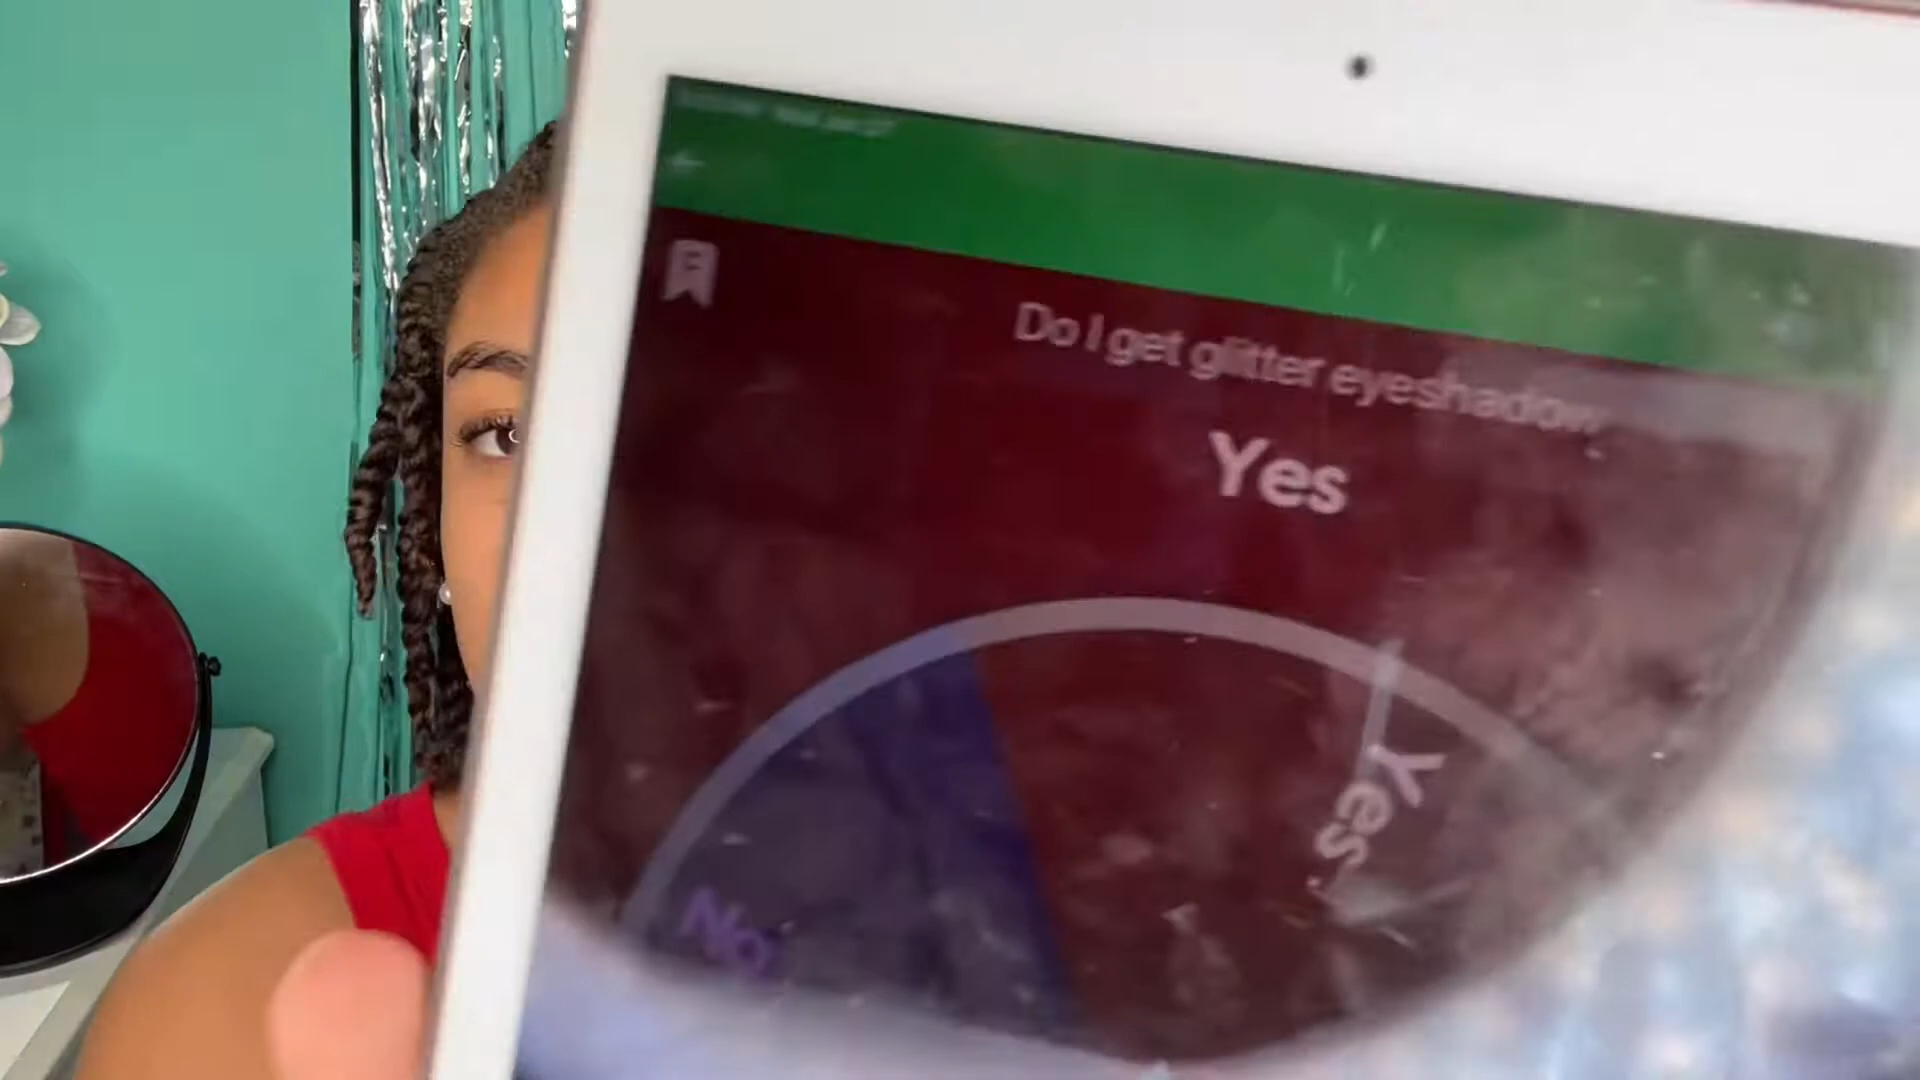 Do I get glitter eyeshadow
Yes
Yes
No